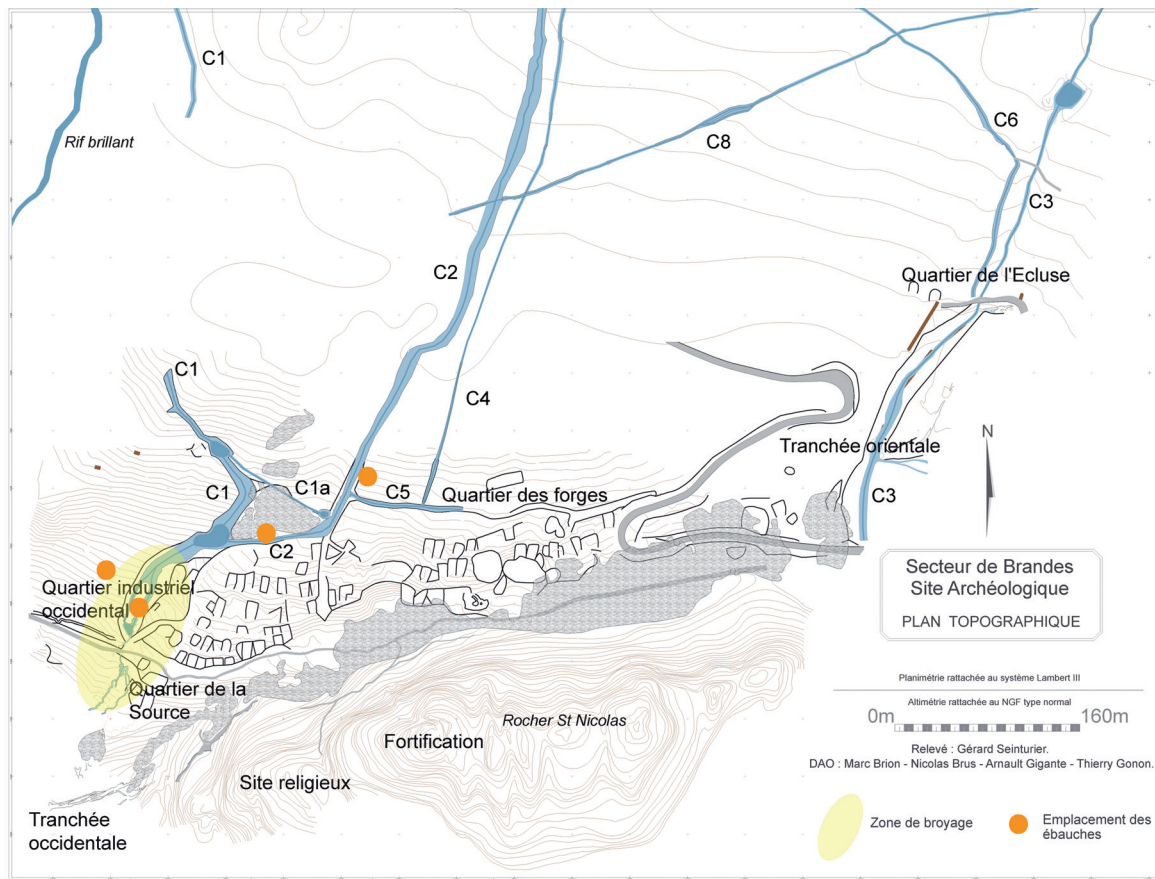 C1
Rif brillant
C6
C8
C3
C2
Quartier de l'Ecluse
C1
C4
Tranchée orientale
N
C1
C1a
C5
Quartier des forges
C3
C2
Quartier industriel
occidental
Secteur de Brandes
Site Archéologique
PLAN TOPOGRAPHIQUE
Quartier de la
Source
Planimétrie rattachée au système Lambert III
Altimétrie rattachée au NGF type normal
0m 160m
Rocher St Nicolas
Fortification
Relevé : Gérard Seinturier.
DAO : Marc Brion - Nicolas Brus - Arnault Gigante - Thierry Gonon.
Site religieux
Tranchée
occidentale
Zone de broyage
Emplacement des
ébauches